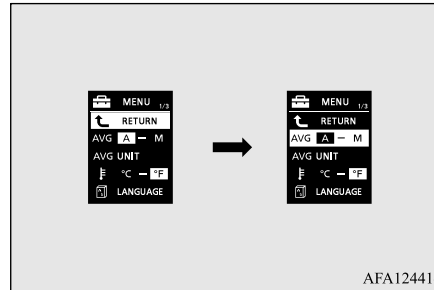 MENU 1/3
RETURN
AVG A - M
AVG UNIT
°C - °F
LANGUAGE
MENU 1/3
RETURN
AVG A - M
AVG UNIT
°C - °F
LANGUAGE
AFA12441